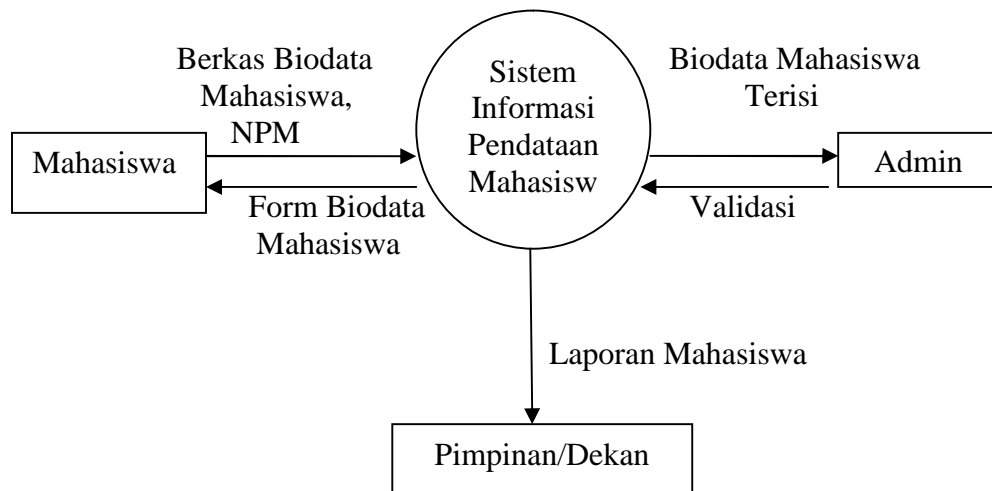 Berkas Biodata
Mahasiswa,
NPM
Mahasiswa
Form Biodata
Mahasiswa
Sistem
Informasi
Pendataan
Mahasisw
Biodata Mahasiswa
Terisi
Admin
Validasi
Laporan Mahasiswa
Pimpinan/Dekan